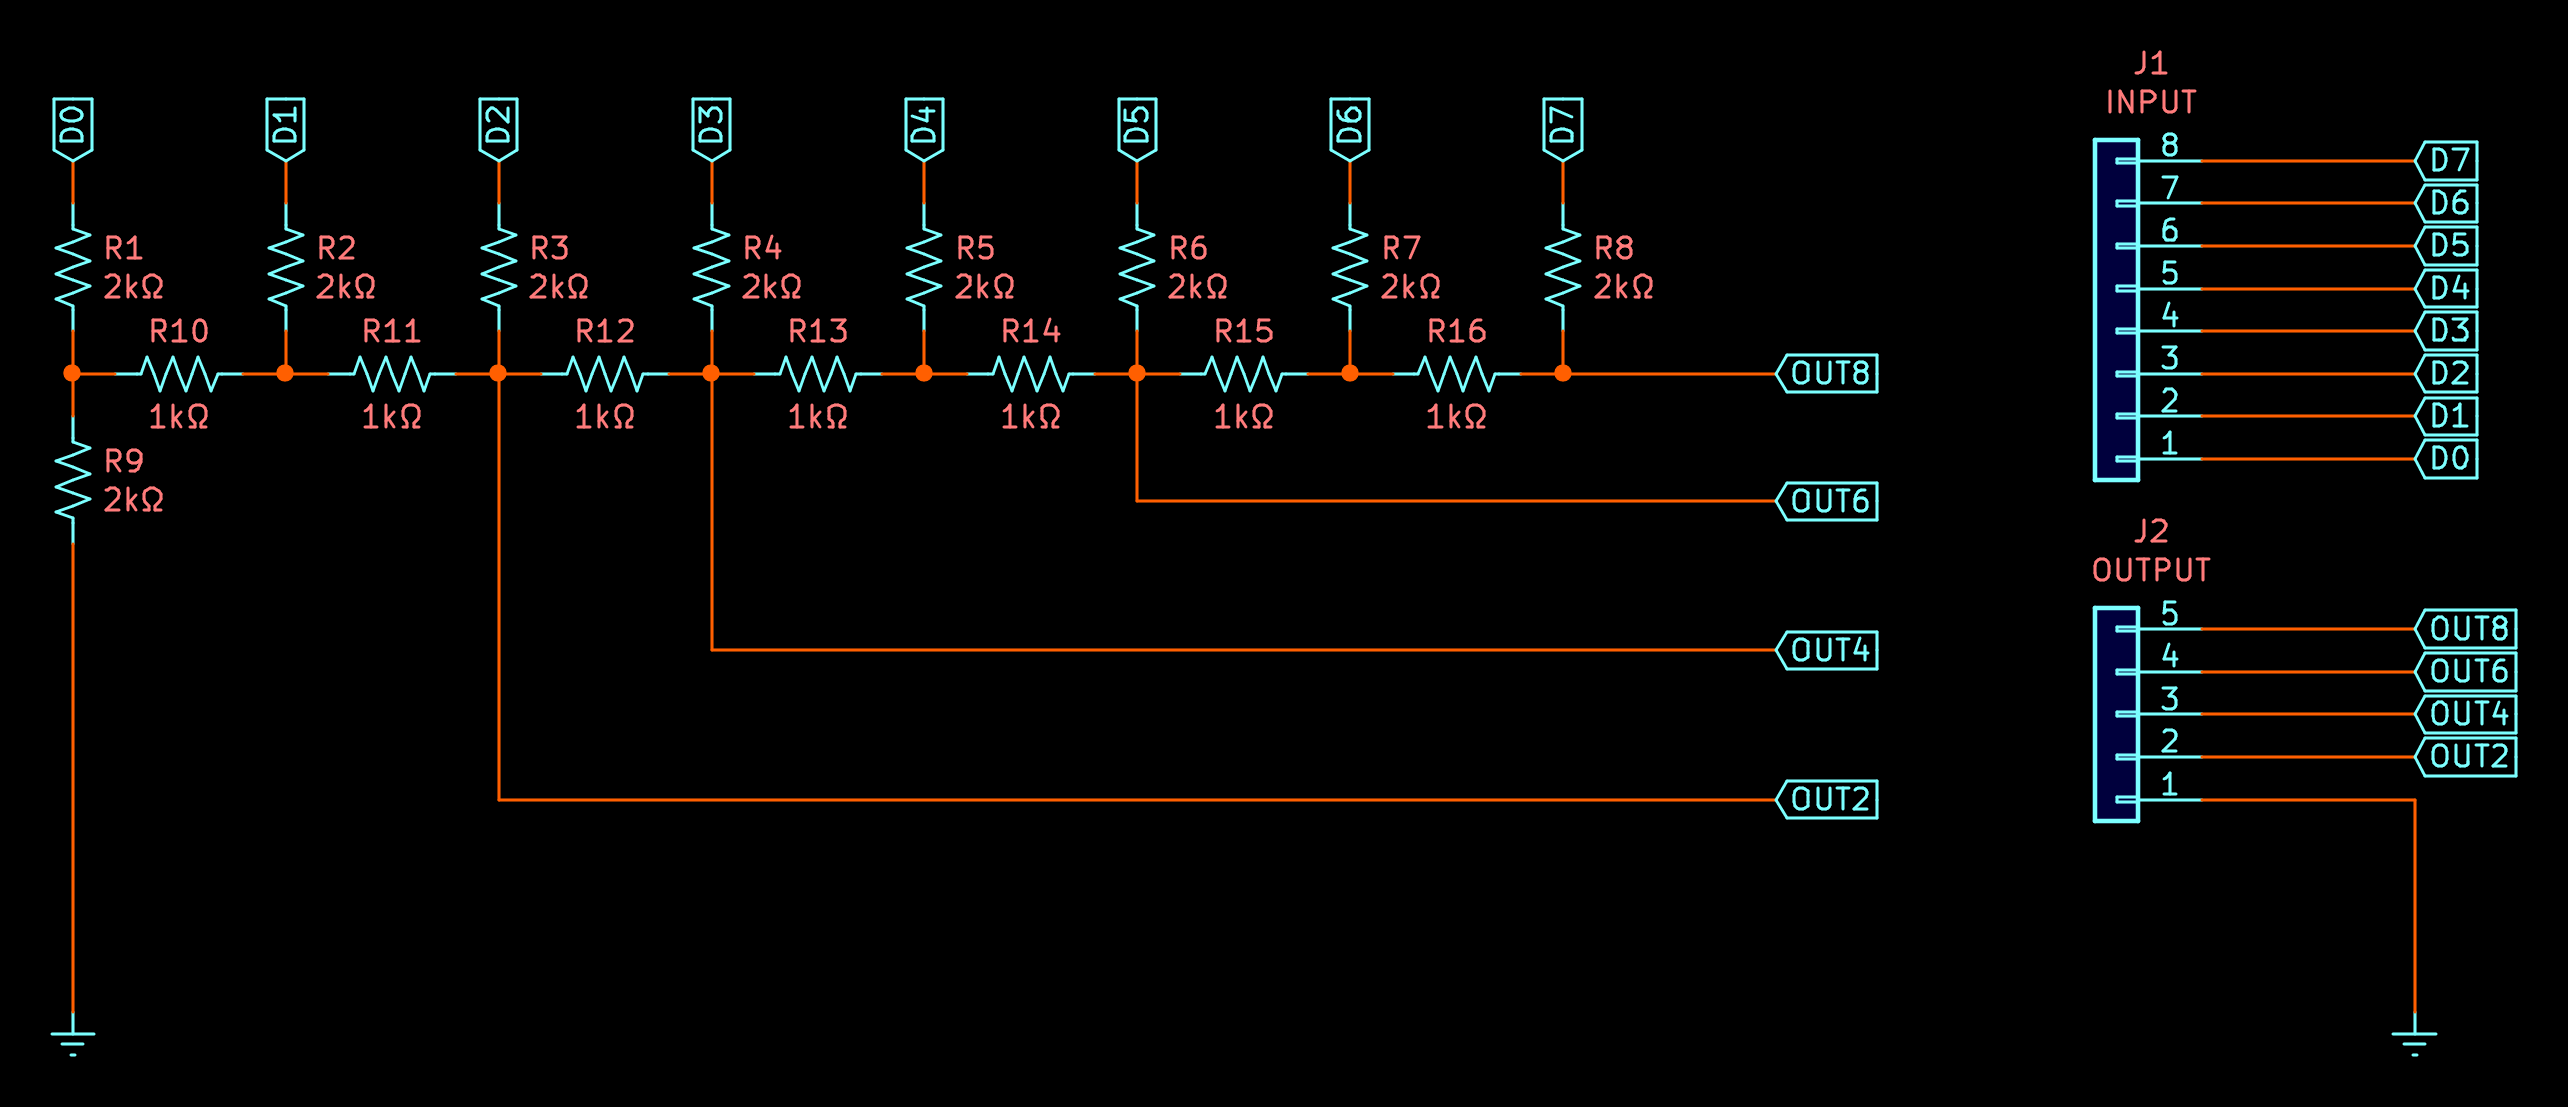 D0
D1
D2
D3
D4
D5
D6
D7
R1
2kΩ
R2
2kΩ
R3
2kΩ
R4
2kΩ
R5
2kΩ
R6
2kΩ
R7
2kΩ
R8
2kΩ
R10
1kΩ
R11
1kΩ
R12
1kΩ
R13
1kΩ
R14
1kΩ
R15
1kΩ
R16
1kΩ
R9
2kΩ
OUT8
OUT6
OUT4
OUT2
J1
INPUT
8 D7
7 D6
6 D5
5 D4
4 D3
3 D2
2 D1
1 D0
J2
OUTPUT
5 OUT8
4 OUT6
3 OUT4
2 OUT2
1